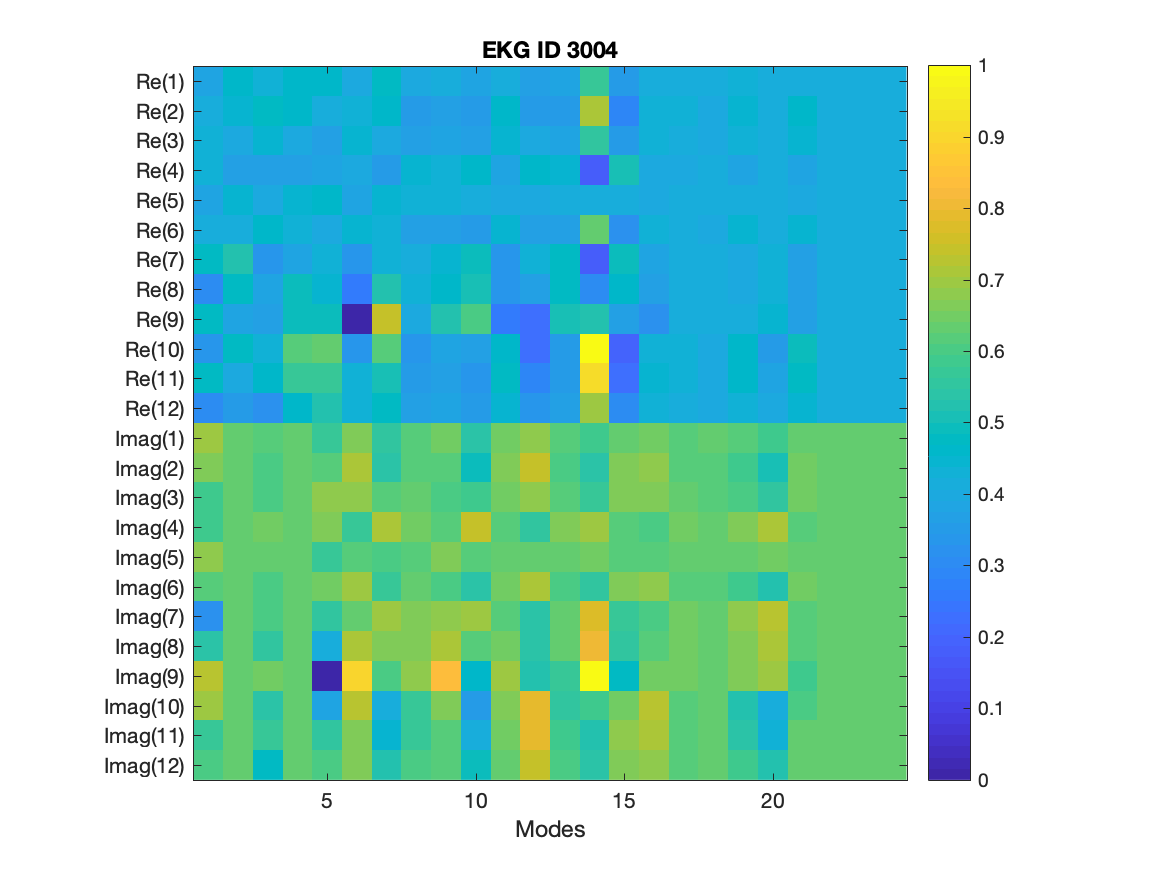 EKG ID 3004
Re(1)
Re(2)
Re(3)
Re(4)
Re(5)
Re(6)
Re(7)
Re(8)
Re(9)
Re(10)
Re(11)
Re(12)
Imag(1)
Imag(2)
Imag(3)
Imag(4)
Imag(5)
Imag(6)
Imag(7)
Imag(8)
Imag(9)
Imag(10)
Imag(11)
Imag(12)
5 10 15 20
Modes
1
0.9
0.8
0.7
0.6
0.5
0.4
0.3
0.2
0.1
0